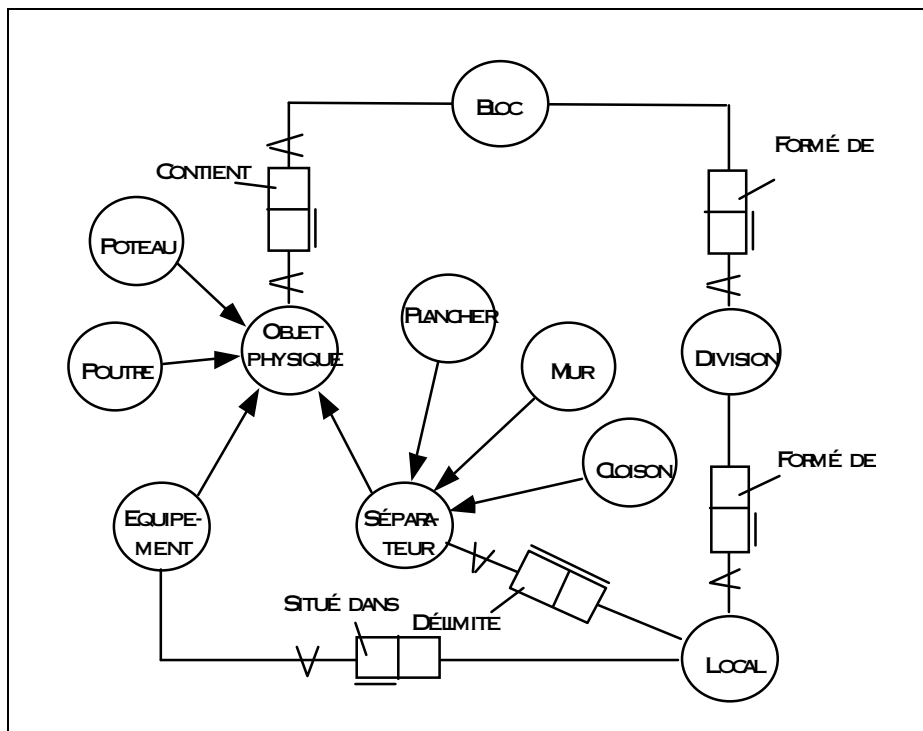 BLOC
FORMÉ DE
CONTIENT
POTEAU
PLANCHER
OBJET
PHYSIQUE
DIVISION
POUTRE
MUR
CLOISON
FORMÉ DE
EQUIPE-
MENT
SÉPARA-
TEUR
SITUÉ DANS
DÉLIMITE
LOCAL